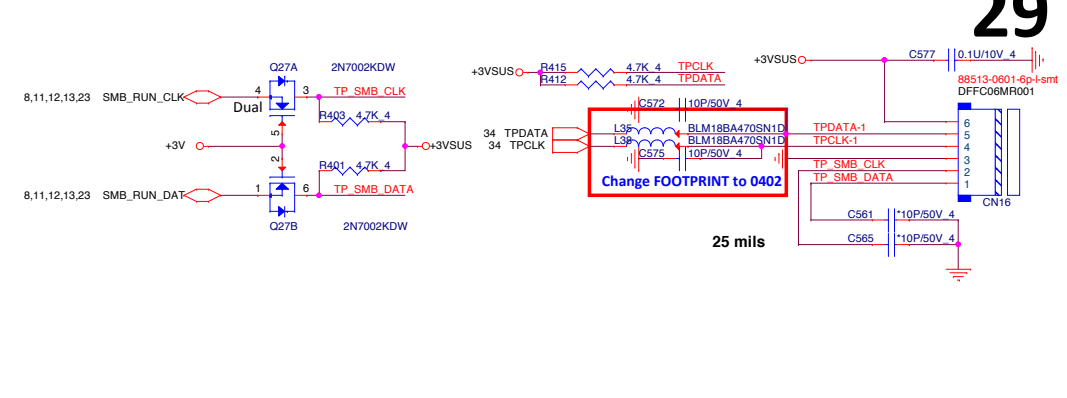 29
Q27A
2N7002KDW
8,11,12,13,23 SMB_RUN_CLK
4
3
TP_SMB_CLK
Dual
5
R403 4.7K_4
+3V
+3VSUS
2
R401 4.7K_4
8,11,12,13,23 SMB_RUN_DAT
1
6
TP_SMB_DATA
Q27B
2N7002KDW
+3VSUS
R415 4.7K_4 TPCLK
R412 4.7K_4 TPDATA
C572 10P/50V_4
34 TPDATA
L35 BLM18BA470SN1D
TPDATA-1
34 TPCLK
BLM18BA470SN1D
TPCLK-1
C575 10P/50V_4
Change FOOTPRINT to 0402
25 mils
+3VSUS
C577 0.1U/10V_4
88513-0601-6p-l-smt
DFFC06MR001
6
5
4
3
2
1
TP_SMB_CLK
TP_SMB_DATA
CN16
C561 *10P/50V_4
C565 *10P/50V_4